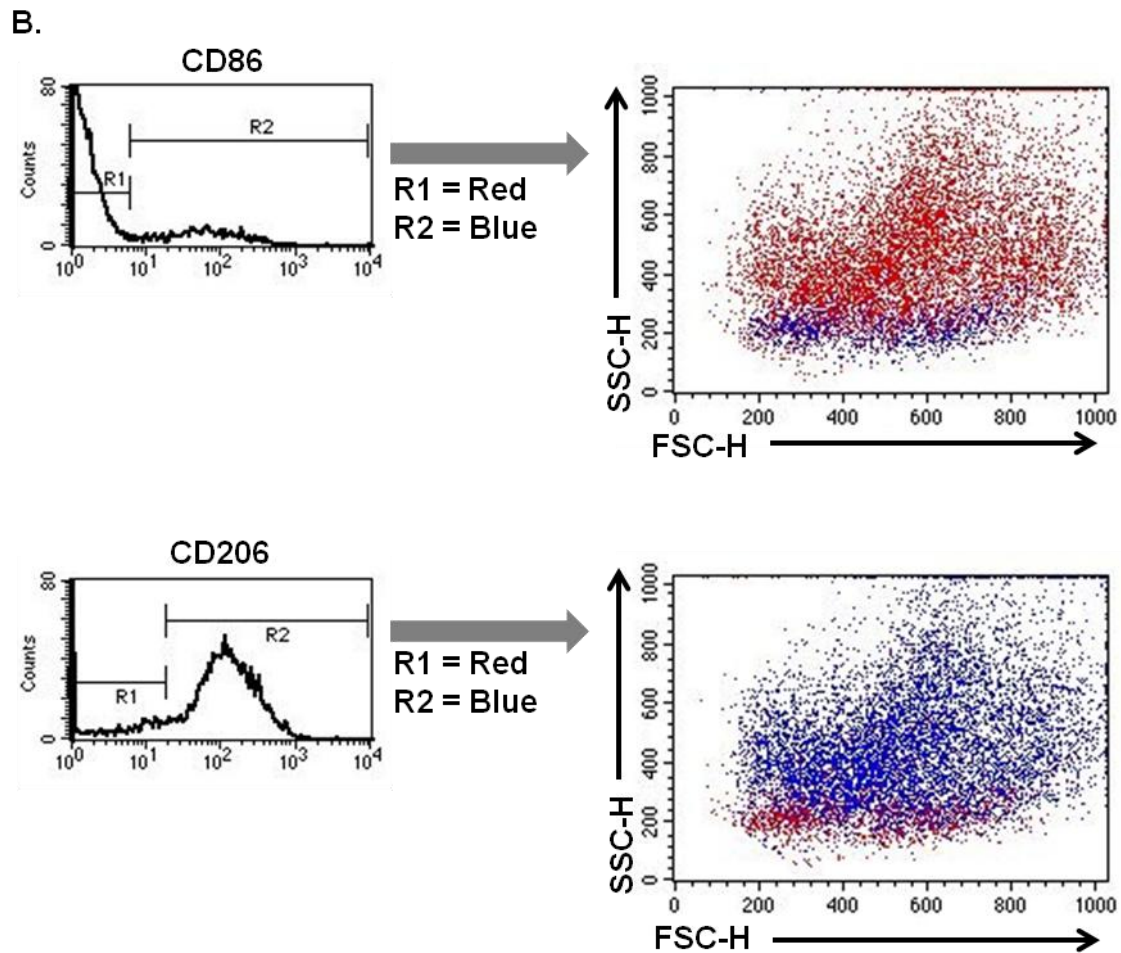 B.
CD86
80
Counts
0
R1
R2
10^0 10^1 10^2 10^3 10^4
R1 = Red
R2 = Blue
SSC-H
0 200 400 600 800 1000
0 200 400 600 800 1000
FSC-H
CD206
80
Counts
0
R1
R2
10^0 10^1 10^2 10^3 10^4
R1 = Red
R2 = Blue
SSC-H
0 200 400 600 800 1000
0 200 400 600 800 1000
FSC-H